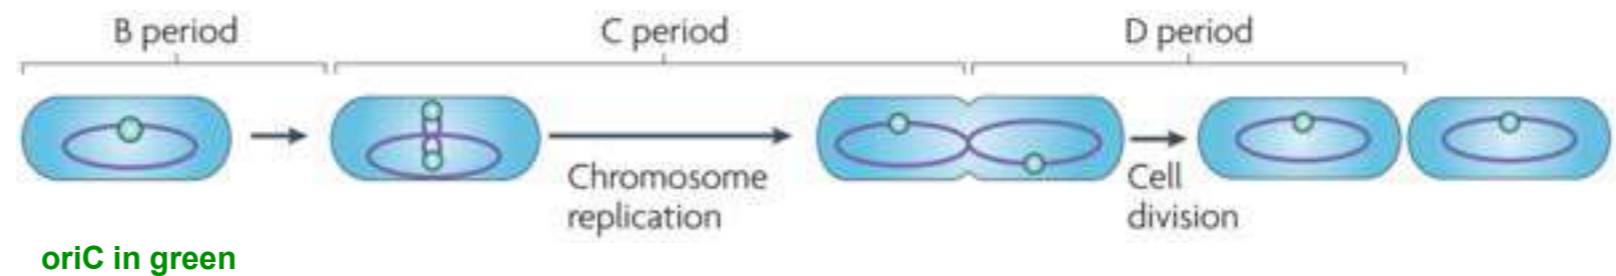 B period
C period
D period
Chromosome
replication
Cell
division
oriC in green